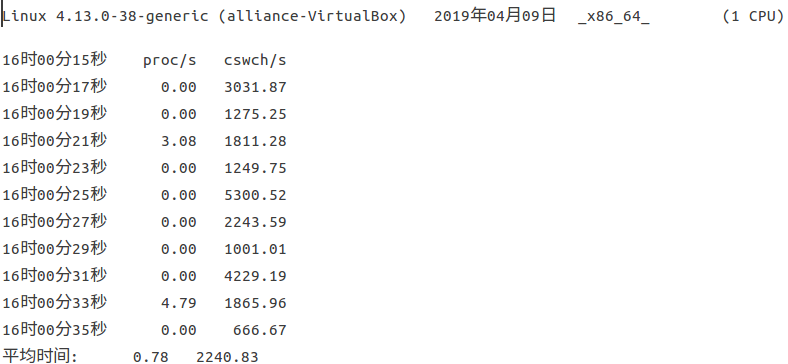 Linux 4.13.0-38-generic (alliance-VirtualBox) 2019年04月09日 _x86_64_ (1 CPU)
16时00分15秒 proc/s cswch/s
16时00分17秒 0.00 3031.87
16时00分19秒 0.00 1275.25
16时00分21秒 3.08 1811.28
16时00分23秒 0.00 1249.75
16时00分25秒 0.00 5300.52
16时00分27秒 0.00 2243.59
16时00分29秒 0.00 1001.01
16时00分31秒 0.00 4229.19
16时00分33秒 4.79 1865.96
16时00分35秒 0.00 666.67
平均时间: 0.78 2240.83